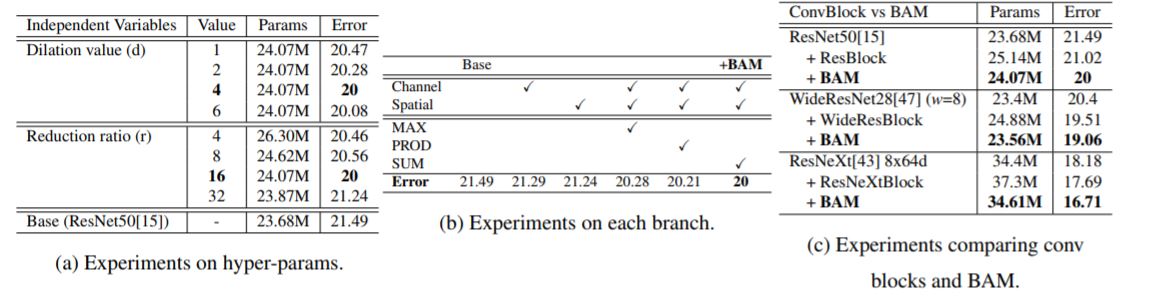 Independent Variables Value Params Error
Dilation value (d) 1 24.07M 20.47
2 24.07M 20.28
4 24.07M 20
6 24.07M 20.08
Reduction ratio (r) 4 26.30M 20.46
8 24.62M 20.56
16 24.07M 20
32 23.87M 21.24
Base (ResNet50[15]) - 23.68M 21.49
(a) Experiments on hyper-params.
Base +BAM
Channel ✓ ✓ ✓ ✓
Spatial ✓ ✓ ✓ ✓
MAX ✓
PROD ✓
SUM ✓
Error 21.49 21.29 21.24 20.28 20.21 20
(b) Experiments on each branch.
ConvBlock vs BAM Params Error
ResNet50[15] 23.68M 21.49
+ ResBlock 25.14M 21.02
+ BAM 24.07M 20
WideResNet28[47] (w=8) 23.4M 20.4
+ WideResBlock 24.88M 19.51
+ BAM 23.56M 19.06
ResNeXt[43] 8x64d 34.4M 18.18
+ ResNeXtBlock 37.3M 17.69
+ BAM 34.61M 16.71
(c) Experiments comparing conv
blocks and BAM.